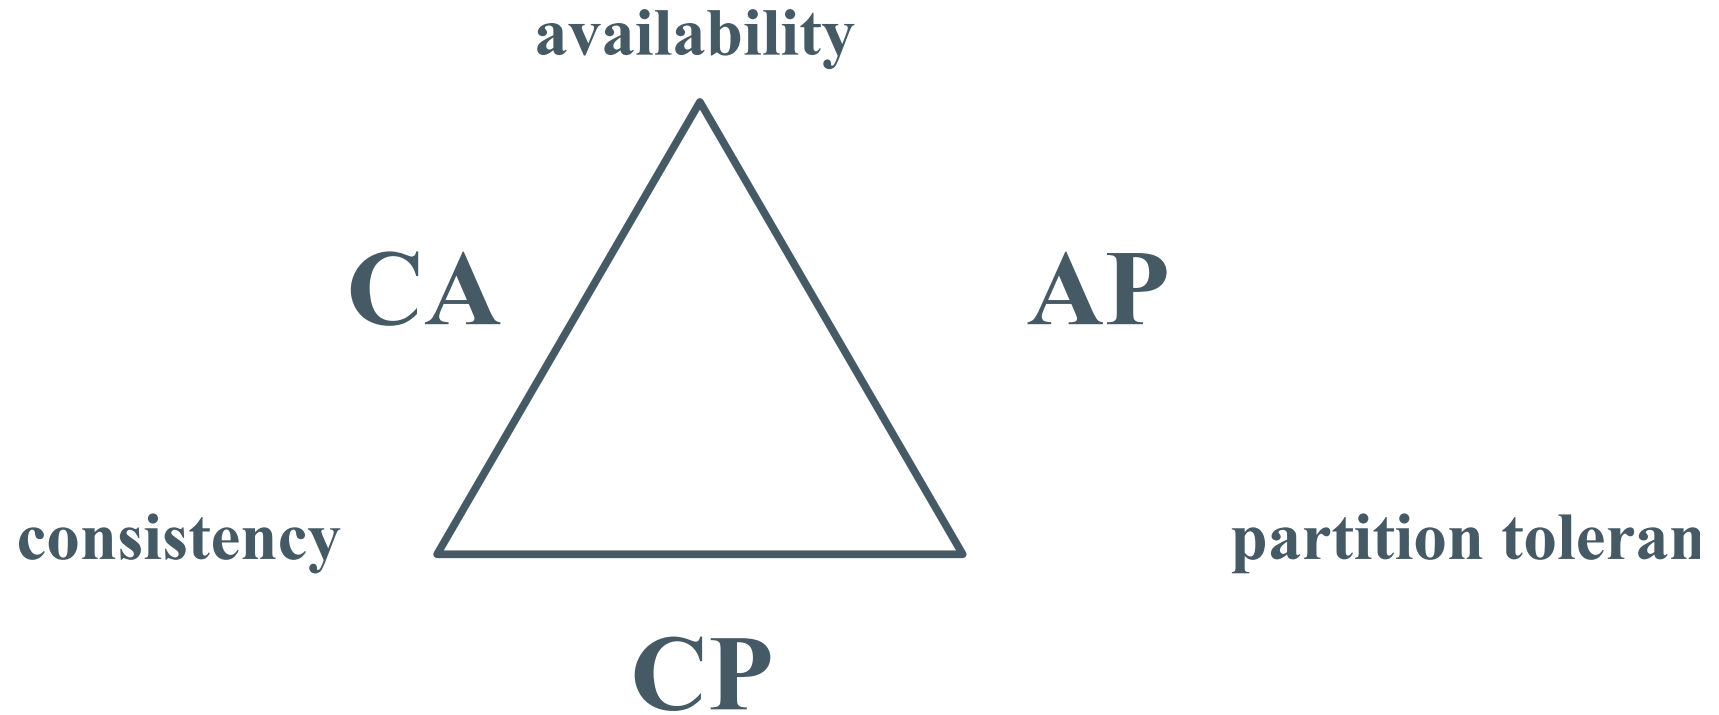 availability
CA
AP
consistency
partition toleran
CP